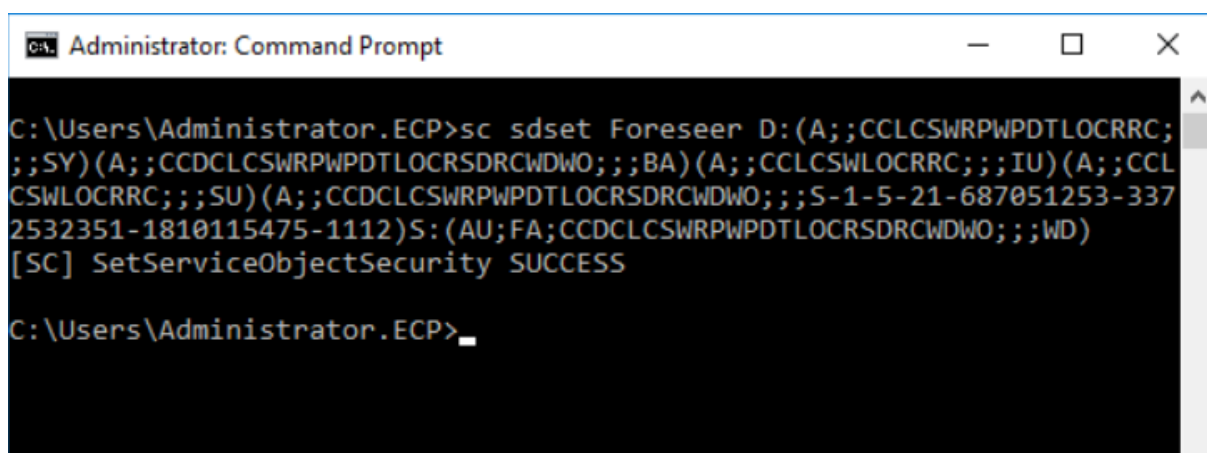 Administrator: Command Prompt
C:\Users\Administrator.ECP>sc sdset Foreseer D:(A;;CCLCSWRPWPDTLOCRRC;
;;SY)(A;;CCDCLCSWRPWPDTLOCRSDRCWDWO;;;BA)(A;;CCLCSWLOCRRC;;;IU)(A;;CCL
CSWLOCRRC;;;SU)(A;;CCDCLCSWRPWPDTLOCRSDRCWDWO;;;S-1-5-21-687051253-337
2532351-1810115475-1112)S:(AU;FA;CCDCLCSWRPWPDTLOCRSDRCWDWO;;;WD)
[SC] SetServiceObjectSecurity SUCCESS
C:\Users\Administrator.ECP>